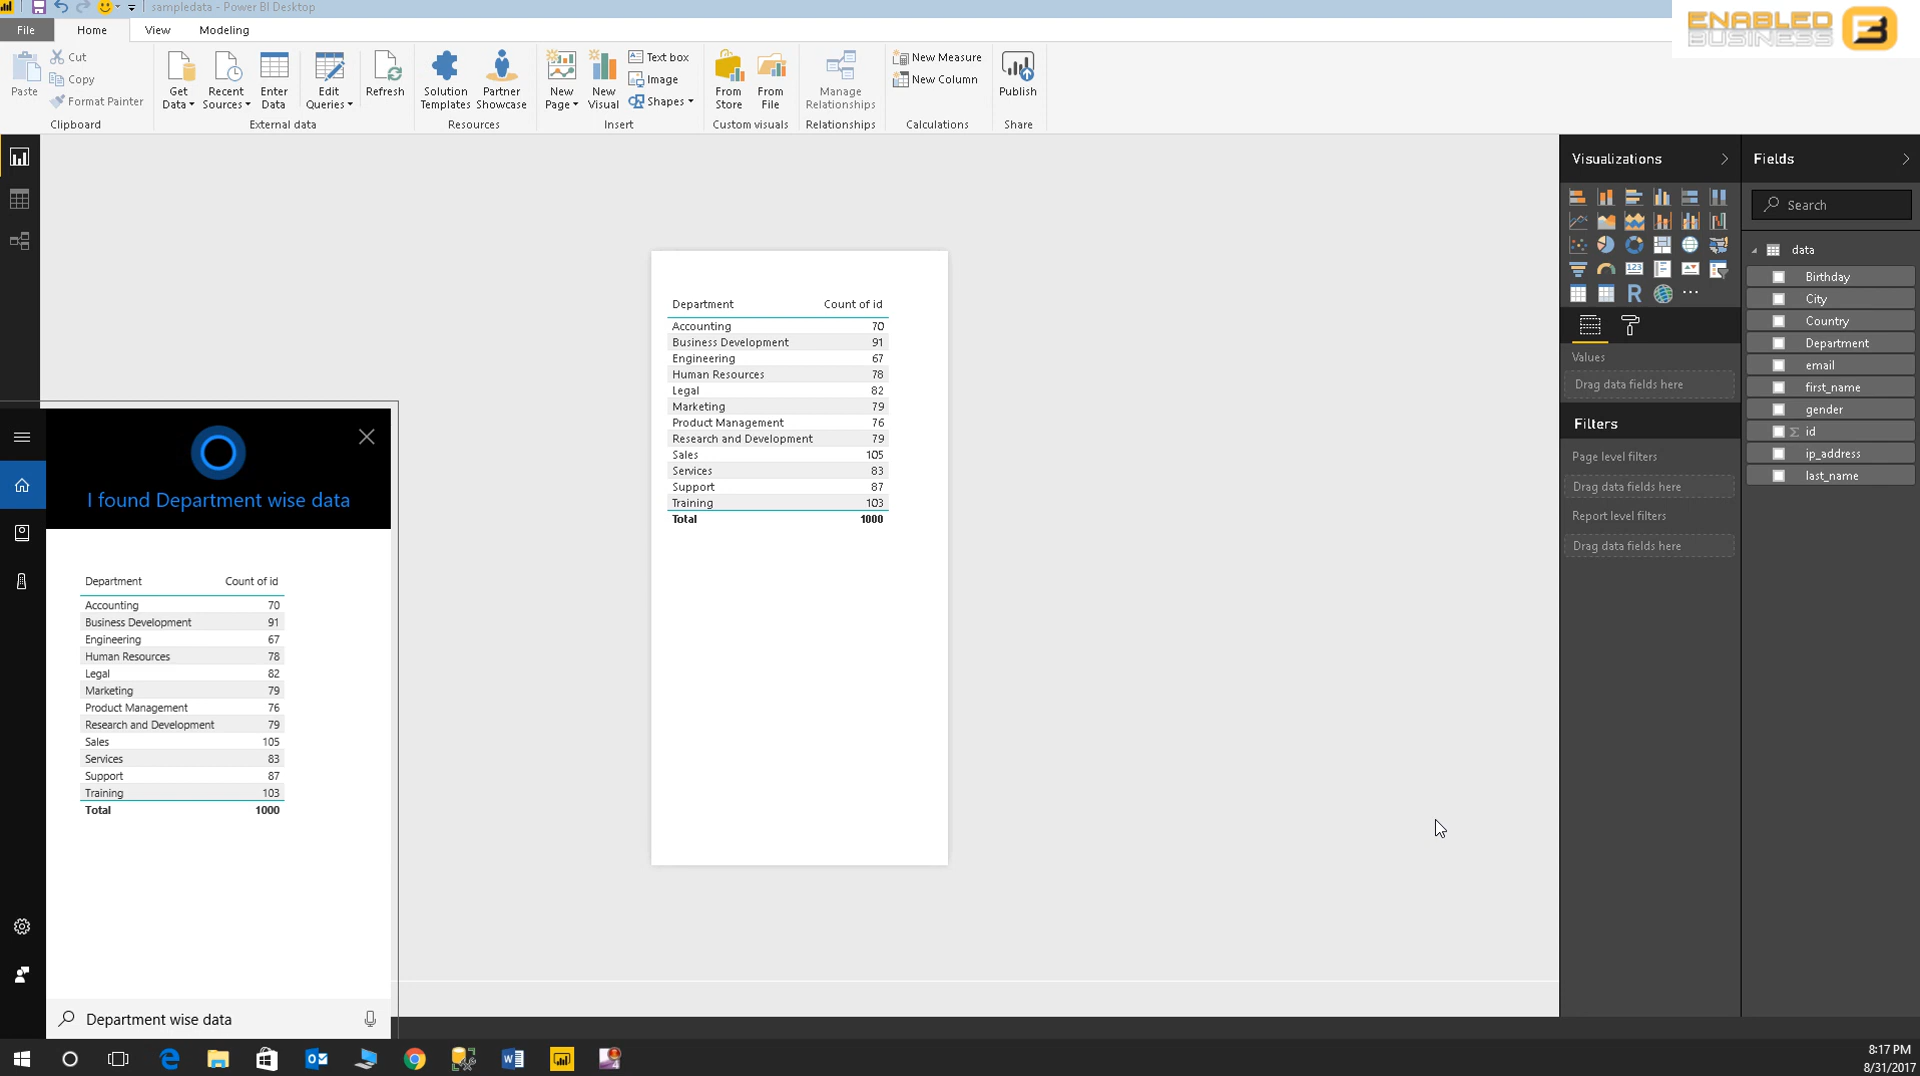 sampledata - Power BI Desktop
ENABLED
BUSINESS
File Home View Modeling
Paste
Cut
Copy
Format Painter
Clipboard
Get Data
Recent Sources
Enter Data
Edit Queries
Refresh
External data
Solution Templates
Partner Showcase
Resources
New Page
New Visual
Text box
Image
Shapes
Insert
From Store
From File
Custom visuals
Manage Relationships
Relationships
New Measure
New Column
Calculations
Publish
Share
Department Count of id
Accounting 70
Business Development 91
Engineering 67
Human Resources 78
Legal 82
Marketing 79
Product Management 76
Research and Development 79
Sales 105
Services 83
Support 87
Training 103
Total 1000
I found Department wise data
Department Count of id
Accounting 70
Business Development 91
Engineering 67
Human Resources 78
Legal 82
Marketing 79
Product Management 76
Research and Development 79
Sales 105
Services 83
Support 87
Training 103
Total 1000
Department wise data
Visualizations
123
R
Values
Drag data fields here
Filters
Page level filters
Drag data fields here
Report level filters
Drag data fields here
Fields
Search
data
Birthday
City
Country
Department
email
first_name
gender
Σ id
ip_address
last_name
8:17 PM
8/31/2017